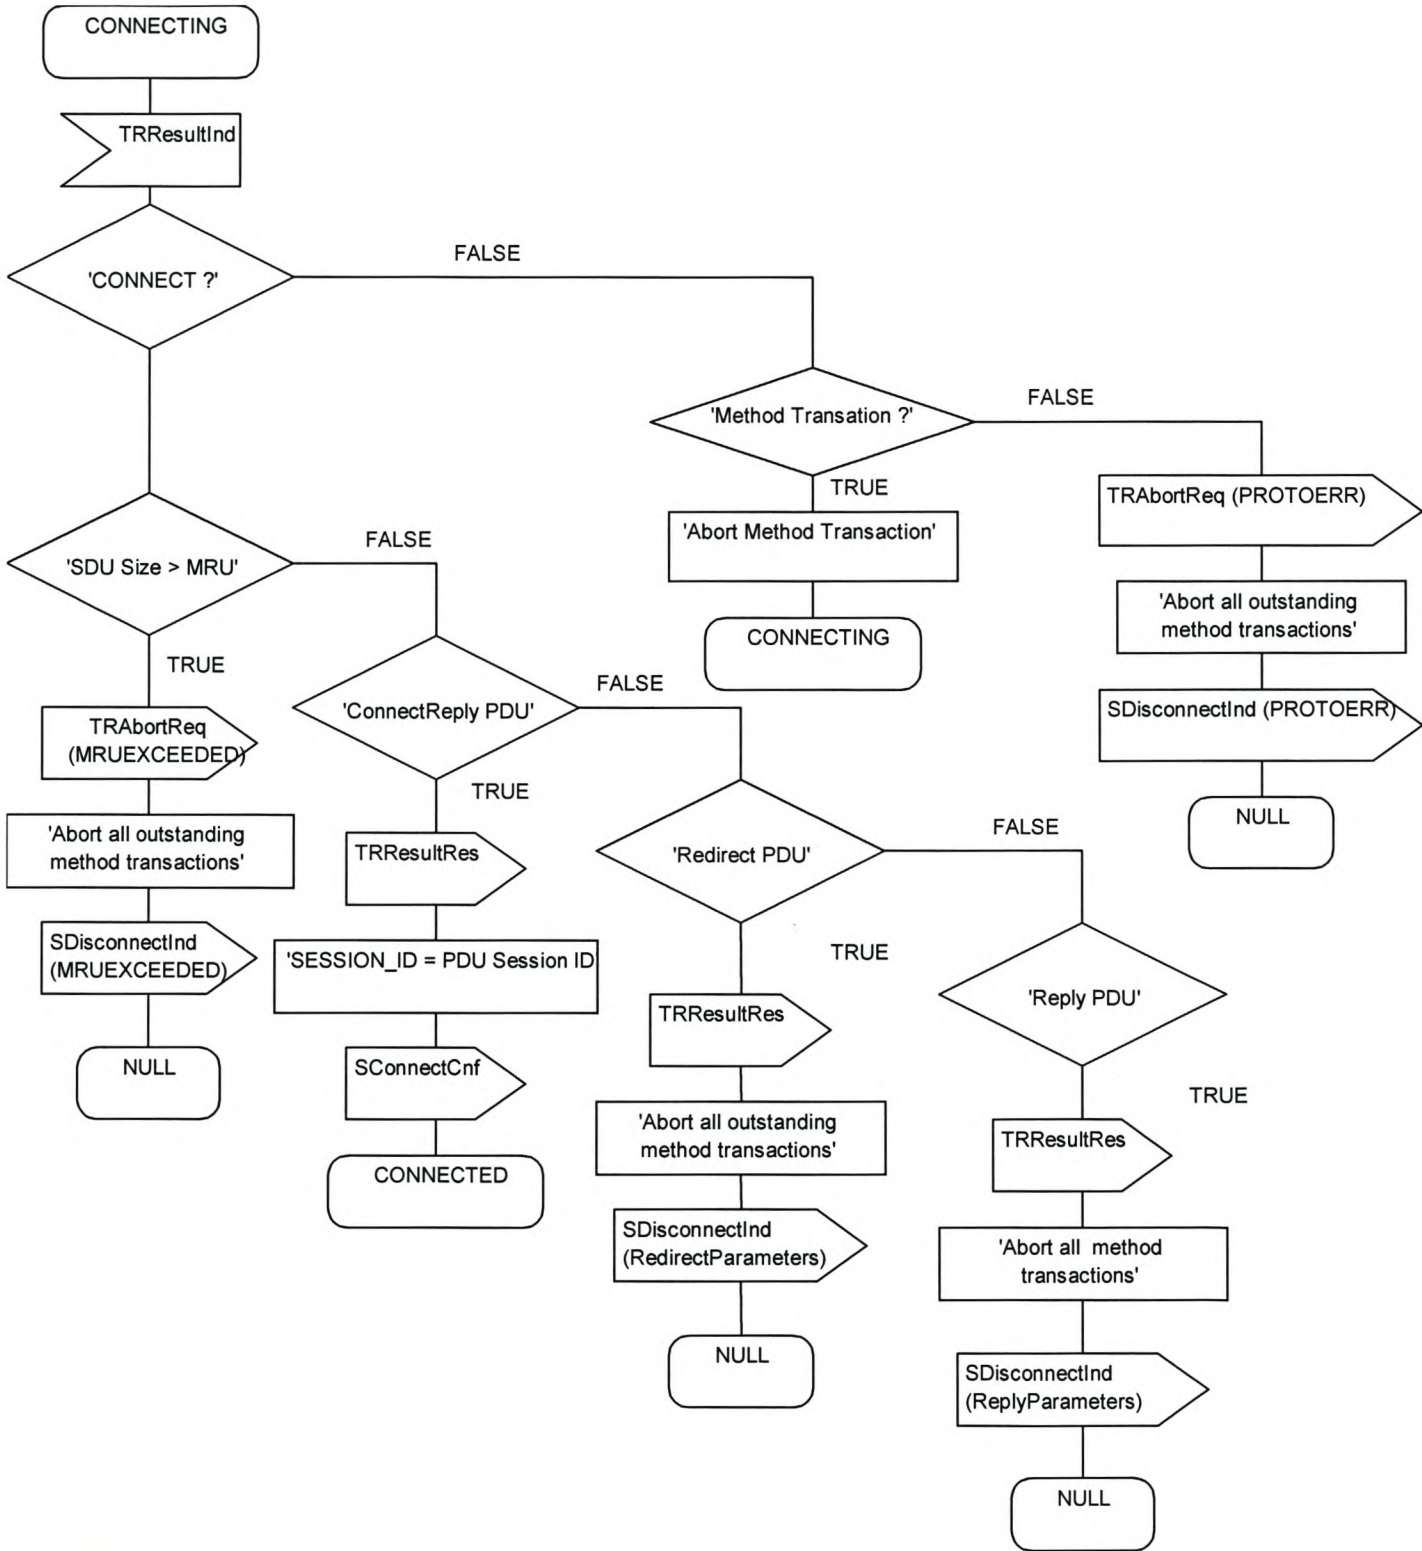 CONNECTING
TRResultInd
FALSE
'CONNECT ?'
FALSE
'Method Transation ?'
TRUE
TRAbortReq (PROTOERR)
'Abort Method Transaction'
FALSE
'SDU Size > MRU'
'Abort all outstanding
method transactions'
CONNECTING
TRUE
FALSE
'ConnectReply PDU'
SDisconnectInd (PROTOERR)
TRAbortReq
(MRUEXCEEDED)
TRUE
NULL
FALSE
'Abort all outstanding
method transactions'
TRResultRes
'Redirect PDU'
SDisconnectInd
(MRUEXCEEDED)
TRUE
'SESSION_ID = PDU Session ID
'Reply PDU'
TRResultRes
NULL
SConnectCnf
TRUE
'Abort all outstanding
method transactions'
TRResultRes
CONNECTED
SDisconnectInd
(RedirectParameters)
'Abort all method
transactions'
NULL
SDisconnectInd
(ReplyParameters)
NULL